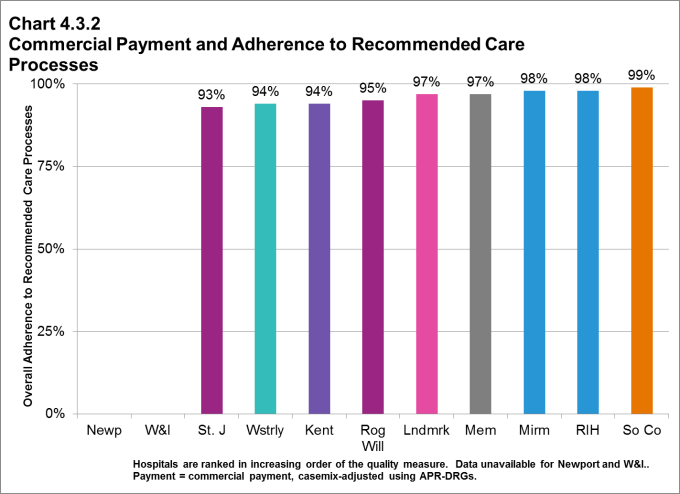 Chart 4.3.2
Commercial Payment and Adherence to Recommended Care
Processes
Overall Adherence to Recommended Care Processes
100%
75%
50%
25%
0%
93%
94%
94%
95%
97%
97%
98%
98%
99%
Newp
W&I
St. J
Wstrly
Kent
Rog
Will
Lndmrk
Mem
Mirm
RIH
So Co
Hospitals are ranked in increasing order of the quality measure.  Data unavailable for Newport and W&I..
Payment = commercial payment, casemix-adjusted using APR-DRGs.